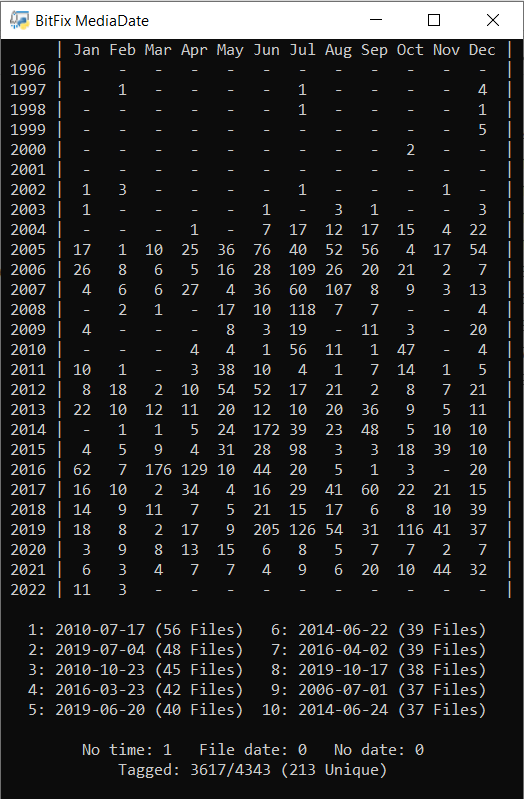 BitFix MediaDate
| Jan Feb Mar Apr May Jun Jul Aug Sep Oct Nov Dec |
1996 | - - - - - - - - - - - - |
1997 | - 1 - - - - 1 - - - - 4 |
1998 | - - - - - - 1 - - - - 1 |
1999 | - - - - - - - - - - - 5 |
2000 | - - - - - - - - - 2 - - |
2001 | - - - - - - - - - - - - |
2002 | 1 3 - - - - 1 - - - 1 - |
2003 | 1 - - - - 1 - 3 1 - - 3 |
2004 | - - - 1 - 7 17 12 17 15 4 22 |
2005 | 17 1 10 25 36 76 40 52 56 4 17 54 |
2006 | 26 8 6 5 16 28 109 26 20 21 2 7 |
2007 | 4 6 6 27 4 36 60 107 8 9 3 13 |
2008 | - 2 1 - 17 10 118 7 7 - - 4 |
2009 | 4 - - - 8 3 19 - 11 3 - 20 |
2010 | - - - 4 4 1 56 11 1 47 - 4 |
2011 | 10 1 - 3 38 10 4 1 7 14 1 5 |
2012 | 8 18 2 10 54 52 17 21 2 8 7 21 |
2013 | 22 10 12 11 20 12 10 20 36 9 5 11 |
2014 | - 1 1 5 24 172 39 23 48 5 10 10 |
2015 | 4 5 9 4 31 28 98 3 3 18 39 10 |
2016 | 62 7 176 129 10 44 20 5 1 3 - 20 |
2017 | 16 10 2 34 4 16 29 41 60 22 21 15 |
2018 | 14 9 11 7 5 21 15 17 6 8 10 39 |
2019 | 18 8 2 17 9 205 126 54 31 116 41 37 |
2020 | 3 9 8 13 15 6 8 5 7 7 2 7 |
2021 | 6 3 4 7 7 4 9 6 20 10 44 32 |
2022 | 11 3 - - - - - - - - - - |
1: 2010-07-17 (56 Files) 6: 2014-06-22 (39 Files)
2: 2019-07-04 (48 Files) 7: 2016-04-02 (39 Files)
3: 2010-10-23 (45 Files) 8: 2019-10-17 (38 Files)
4: 2016-03-23 (42 Files) 9: 2006-07-01 (37 Files)
5: 2019-06-20 (40 Files) 10: 2014-06-24 (37 Files)
No time: 1 File date: 0 No date: 0
Tagged: 3617/4343 (213 Unique)